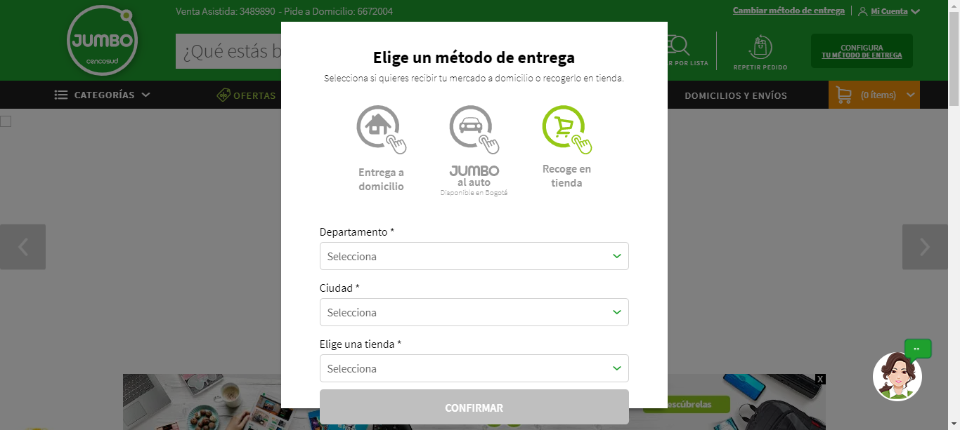 Venta Asistida: 3489890 - Pide a Domicilio: 6672004
Cambiar método de entrega
Mi Cuenta
JUMBO
cencosud
¿Qué estás b
R POR LISTA
REPETIR PEDIDO
CONFIGURA
TU MÉTODO DE ENTREGA
CATEGORÍAS
OFERTAS
DOMICILIOS Y ENVÍOS
(0 items)
Elige un método de entrega
Selecciona si quieres recibir tu mercado a domicilio o recogerlo en tienda.
Entrega a
domicilio
JUMBO
al auto
Disponible en Bogotá
Recoge en
tienda
Departamento *
Selecciona
Ciudad *
Selecciona
Elige una tienda *
Selecciona
CONFIRMAR
escúbrelas
X